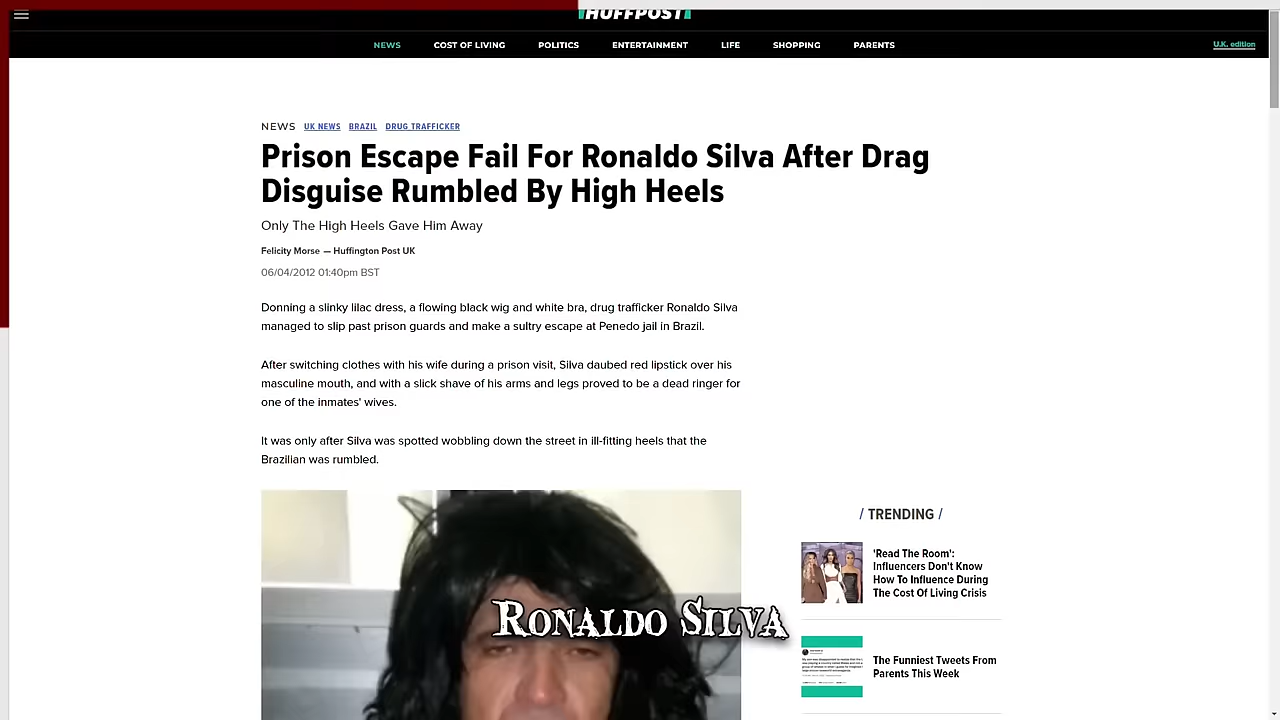 HUFFPOST
NEWS COST OF LIVING POLITICS ENTERTAINMENT LIFE SHOPPING PARENTS U.K. edition
NEWS UK NEWS BRAZIL DRUG TRAFFICKER
Prison Escape Fail For Ronaldo Silva After Drag
Disguise Rumbled By High Heels
Only The High Heels Gave Him Away
Felicity Morse — Huffington Post UK
06/04/2012 01:40pm BST
Donning a slinky lilac dress, a flowing black wig and white bra, drug trafficker Ronaldo Silva
managed to slip past prison guards and make a sultry escape at Penedo jail in Brazil.
After switching clothes with his wife during a prison visit, Silva daubed red lipstick over his
masculine mouth, and with a slick shave of his arms and legs proved to be a dead ringer for
one of the inmates' wives.
It was only after Silva was spotted wobbling down the street in ill-fitting heels that the
Brazilian was rumbled.
Ronaldo Silva
/ TRENDING /
'Read The Room':
Influencers Don't Know
How To Influence During
The Cost Of Living Crisis
The Funniest Tweets From
Parents This Week